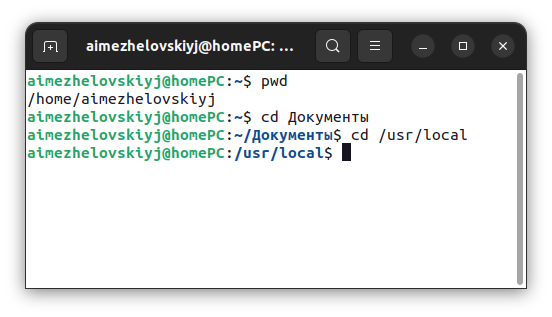 aimezhelovskiyj@homePC: ...
aimezhelovskiyj@homePC:~$ pwd
/home/aimezhelovskiyj
aimezhelovskiyj@homePC:~$ cd Документы
aimezhelovskiyj@homePC:~/Документы$ cd /usr/local
aimezhelovskiyj@homePC:/usr/local$